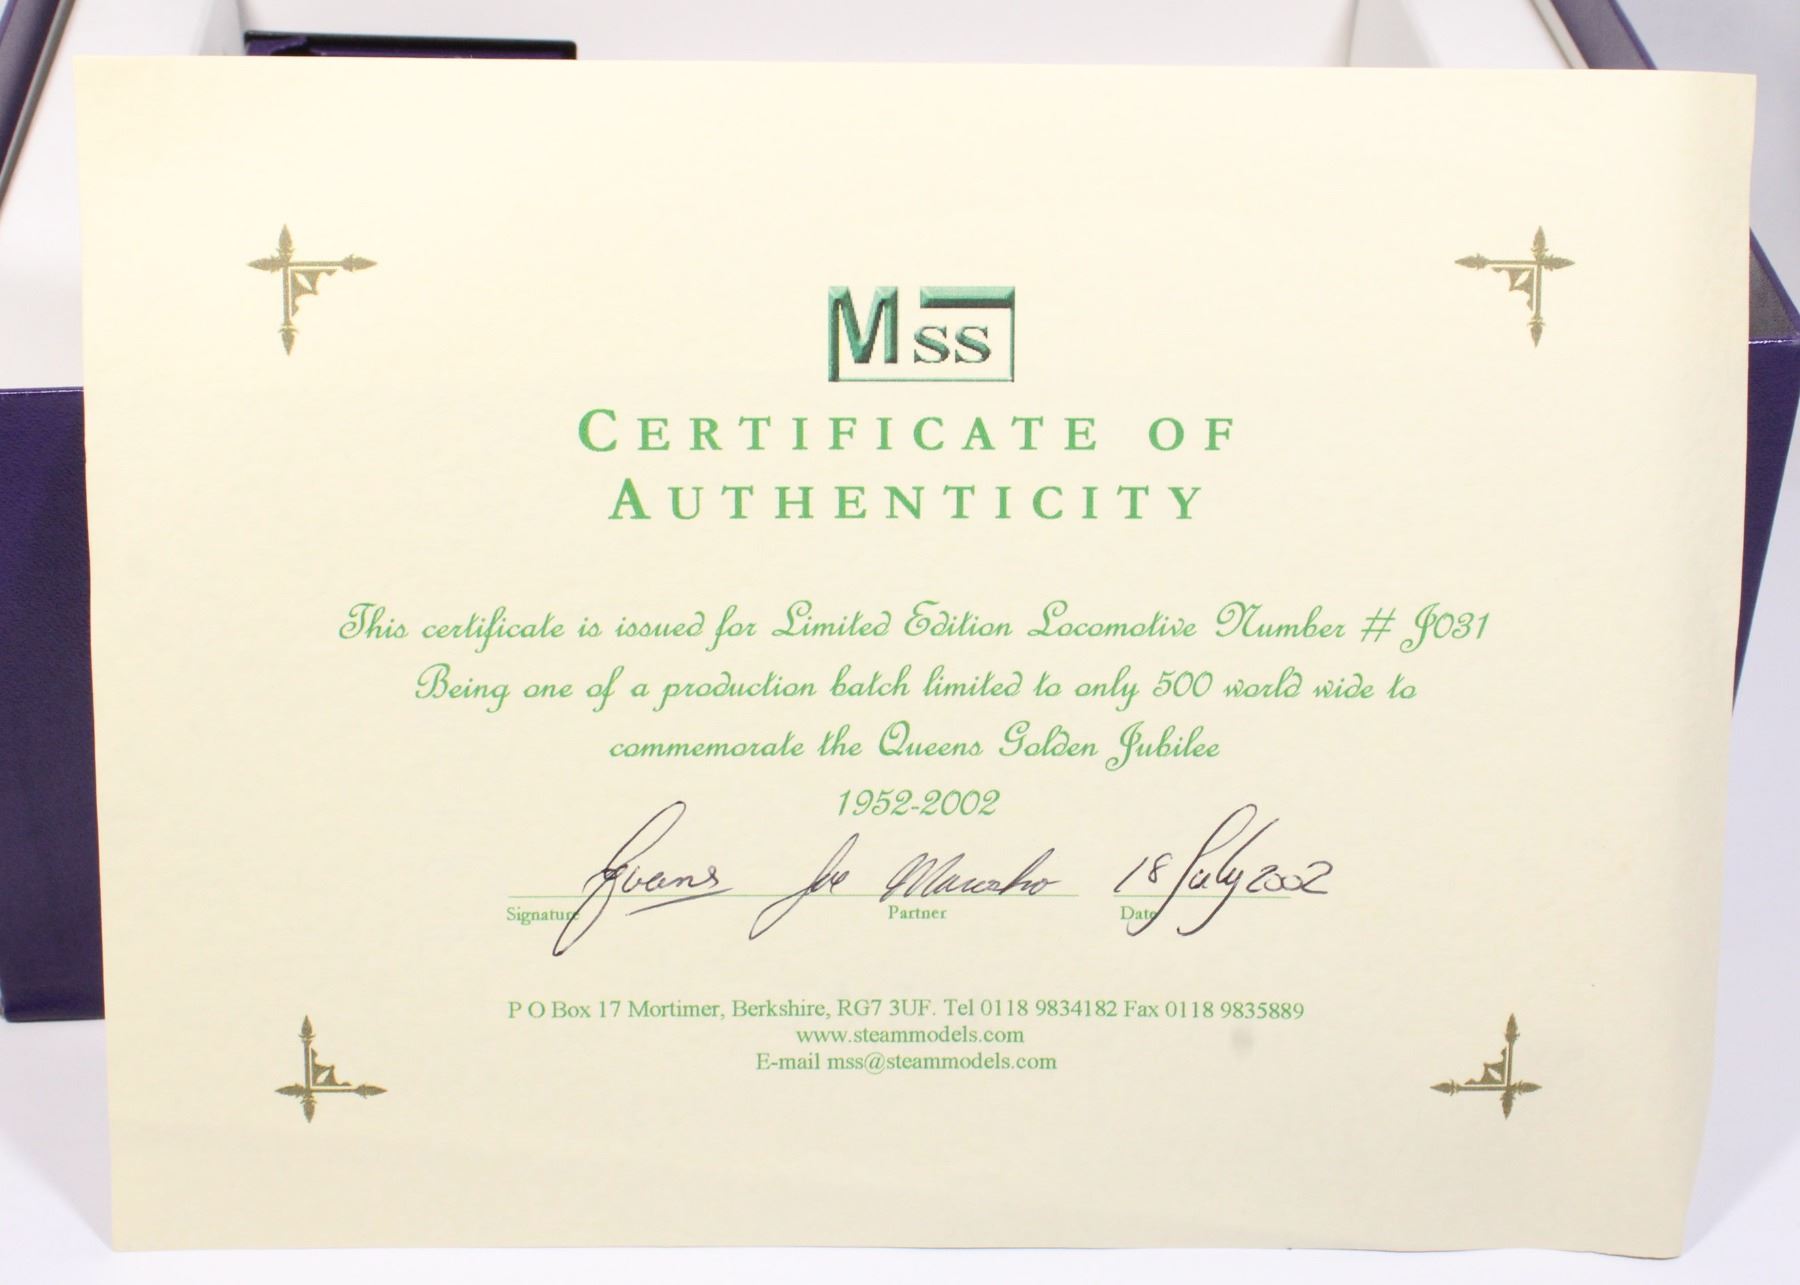 Mss
CERTIFICATE OF
AUTHENTICITY
This certificate is issued for Limited Edition Locomotive Number # J031
Being one of a production batch limited to only 500 world wide to
commemorate the Queens Golden Jubilee
1952-2002
Evans Joe 18 July 2002
Signature Partner Date
P O Box 17 Mortimer, Berkshire, RG7 3UF. Tel 0118 9834182 Fax 0118 9835889
www.steammodels.com
E-mail mss@steammodels.com